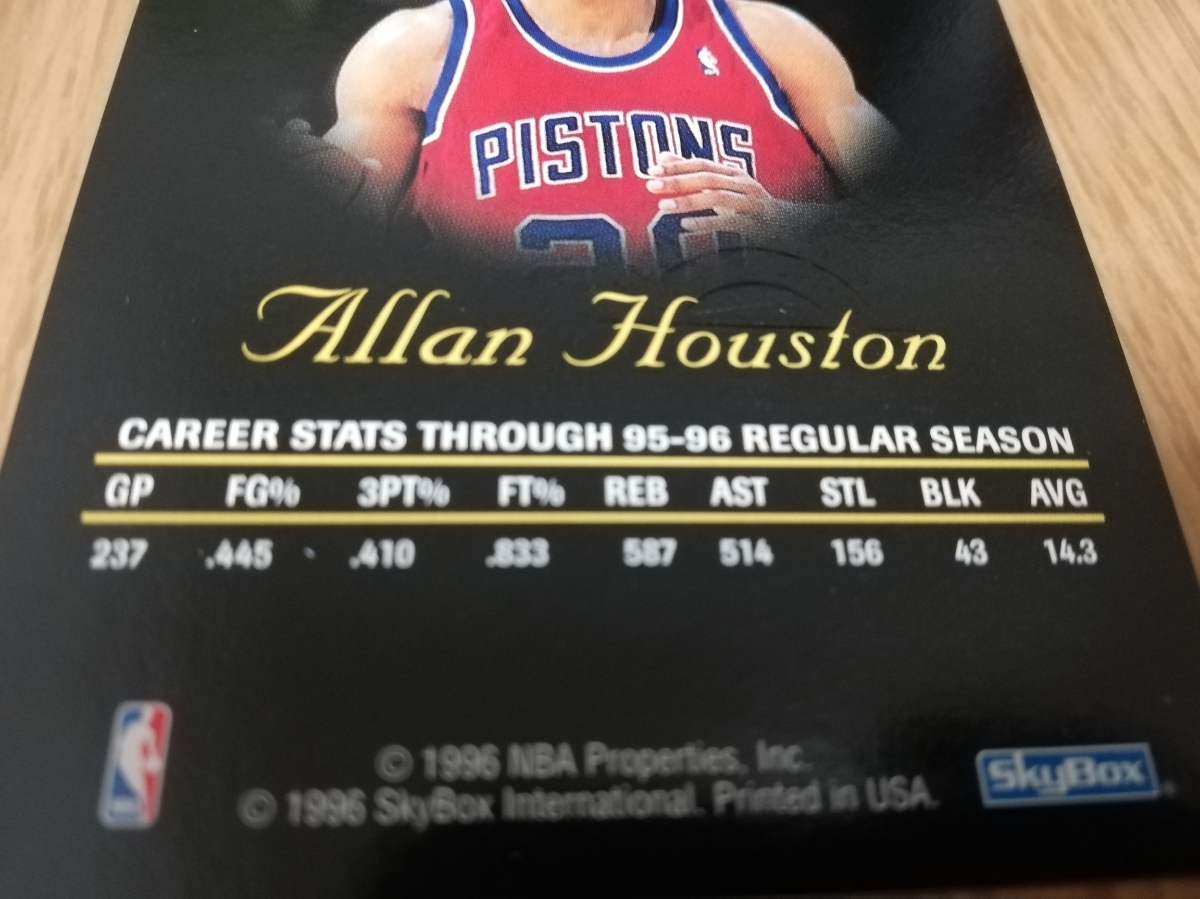 PISTONS
20
Allan Houston
CAREER STATS THROUGH 95-96 REGULAR SEASON
GP FG% 3PT% FT% REB AST STL BLK AVG
237 .445 .410 .833 587 514 156 43 14.3
© 1996 NBA Properties, Inc.
© 1996 SkyBox International. Printed in USA.
SkyBox